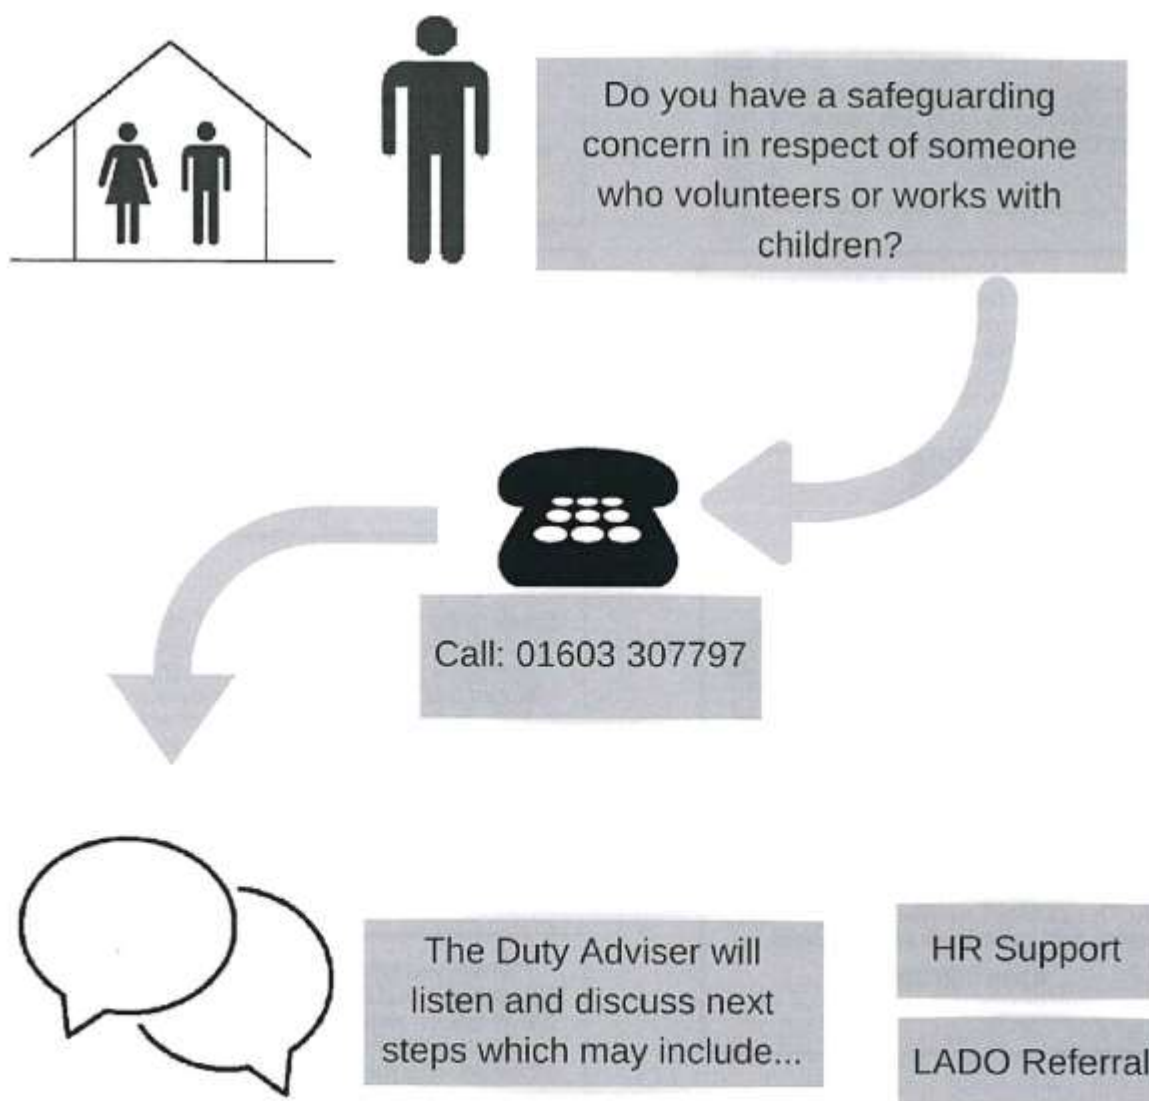 Do you have a safeguarding
concern in respect of someone
who volunteers or works with
children?
Call: 01603 307797
The Duty Adviser will
listen and discuss next
steps which may include...
HR Support
LADO Referral